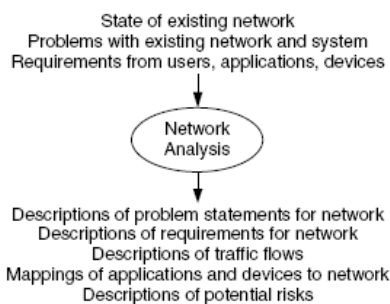 State of existing network
Problems with existing network and system
Requirements from users, applications, devices
Network
Analysis
Descriptions of problem statements for network
Descriptions of requirements for network
Descriptions of traffic flows
Mappings of applications and devices to network
Descriptions of potential risks